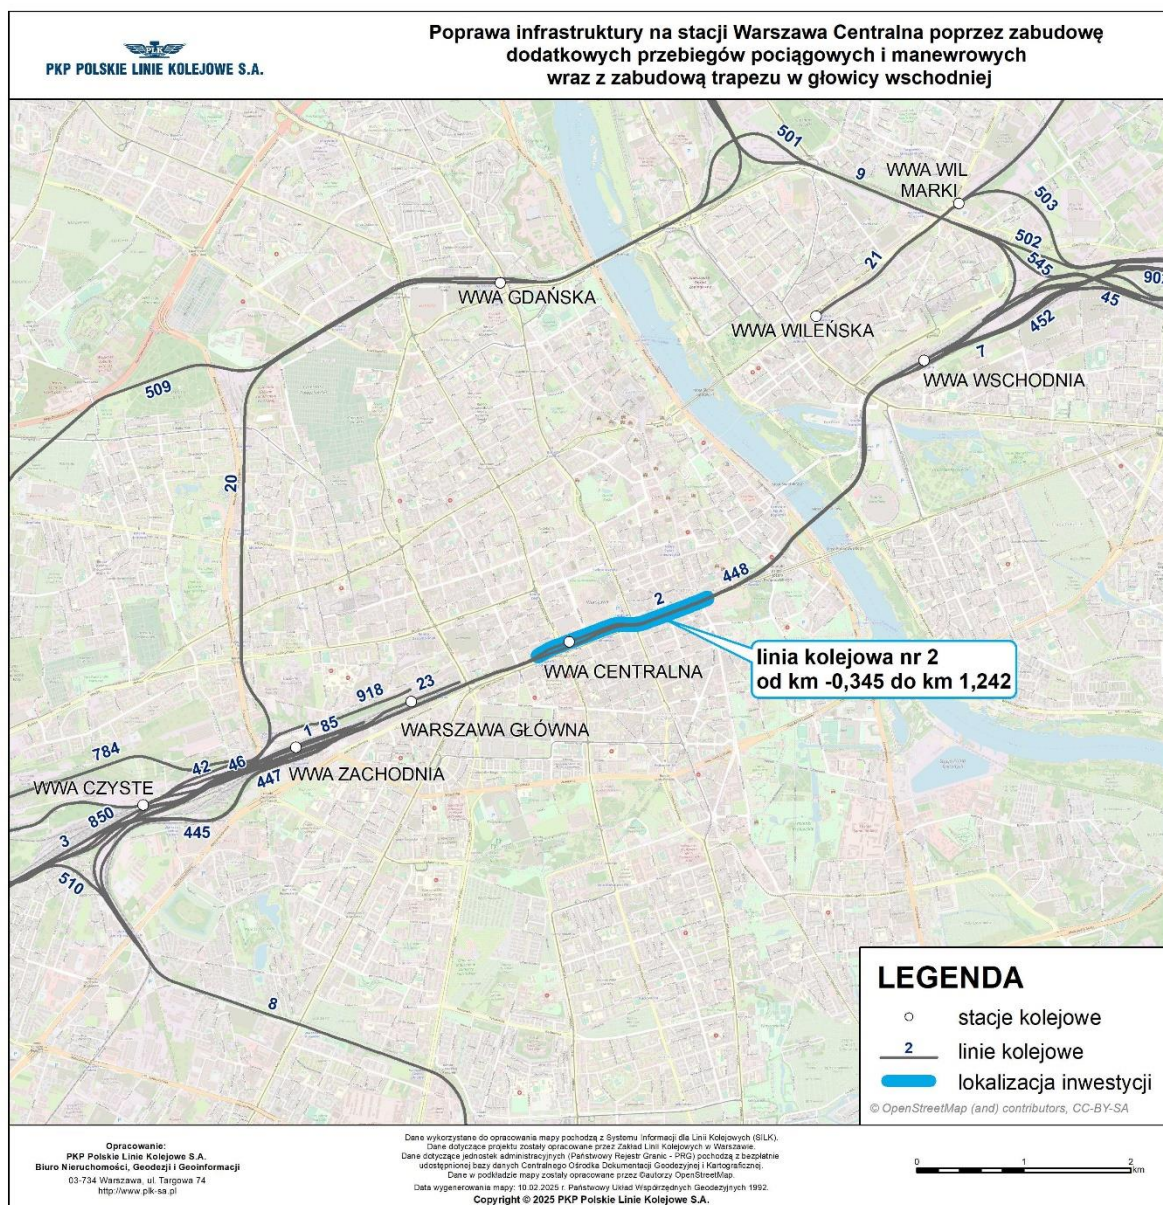 PLK
PKP POLSKIE LINIE KOLEJOWE S.A.
Poprawa infrastruktury na stacji Warszawa Centralna poprzez zabudowę
dodatkowych przebiegów pociągowych i manewrowych
wraz z zabudową trapezu w głowicy wschodniej
501
9
WWA WIL
MARKI
503
502
545
21
902
45
452
7
WWA GDAŃSKA
WWA WILEŃSKA
WWA WSCHODNIA
509
20
448
2
WWA CENTRALNA
linia kolejowa nr 2
od km -0,345 do km 1,242
918
23
WARSZAWA GŁÓWNA
1
85
784
42
46
447
WWA ZACHODNIA
WWA CZYSTE
850
3
445
510
8
LEGENDA
stacje kolejowe
2
linie kolejowe
lokalizacja inwestycji
© OpenStreetMap (and) contributors, CC-BY-SA
Opracowanie:
PKP Polskie Linie Kolejowe S.A.
Biuro Nieruchomości, Geodezji i Geoinformacji
03-734 Warszawa, ul. Targowa 74
http://www.plk-sa.pl
Dane wykorzystane do opracowania mapy pochodzą z Systemu Informacji dla Linii Kolejowych (SILK).
Dane dotyczące projektu zostały opracowane przez Zakład Linii Kolejowych w Warszawie.
Dane dotyczące jednostek administracyjnych (Państwowy Rejestr Granic - PRG) pochodzą z bezpłatnie
udostępnionej bazy danych Centralnego Ośrodka Dokumentacji Geodezyjnej i Kartograficznej.
Dane w podkładzie mapy zostały opracowane przez ©autorzy OpenStreetMap.
Data wygenerowania mapy: 10.02.2025 r. Państwowy Układ Współrzędnych Geodezyjnych 1992.
Copyright © 2025 PKP Polskie Linie Kolejowe S.A.
0 1 2
km